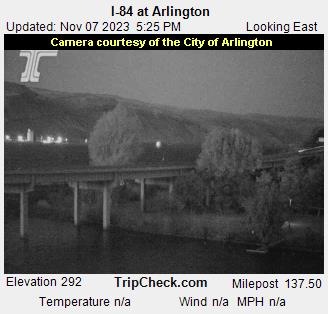 I-84 at Arlington
Updated: Nov 07 2023 5:25 PM Looking East
Camera courtesy of the City of Arlington
Elevation 292 TripCheck.com Milepost 137.50
Temperature n/a Wind n/a MPH n/a